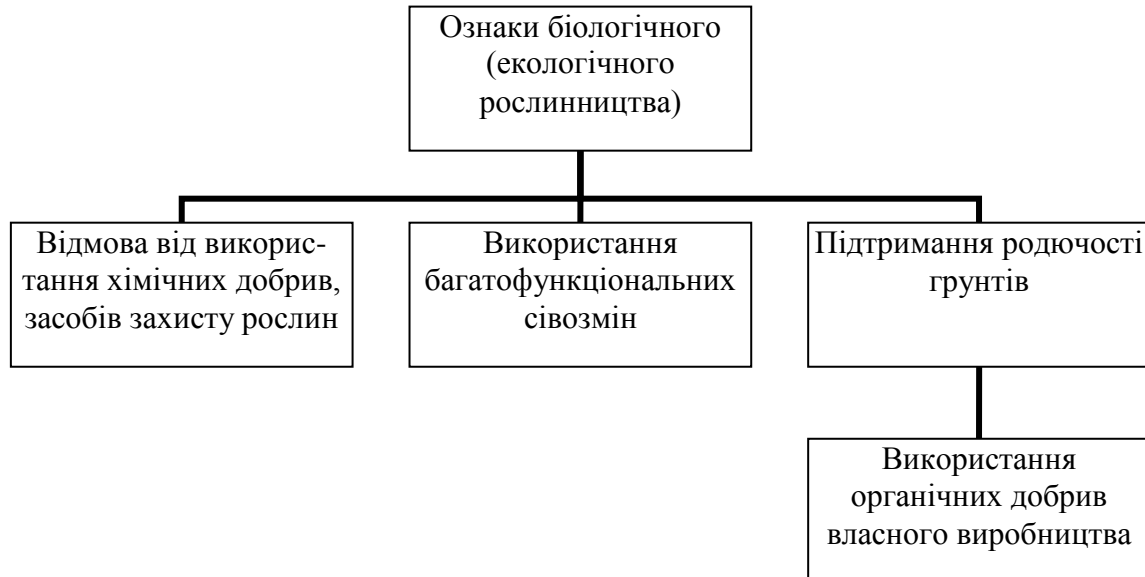 Ознаки біологічного
(екологічного
рослинництва)
Відмова від викорис-
тання хімічних добрив,
засобів захисту рослин
Використання
багатофункціональних
сівозмін
Підтримання родючості
грунтів
Використання
органічних добрив
власного виробництва